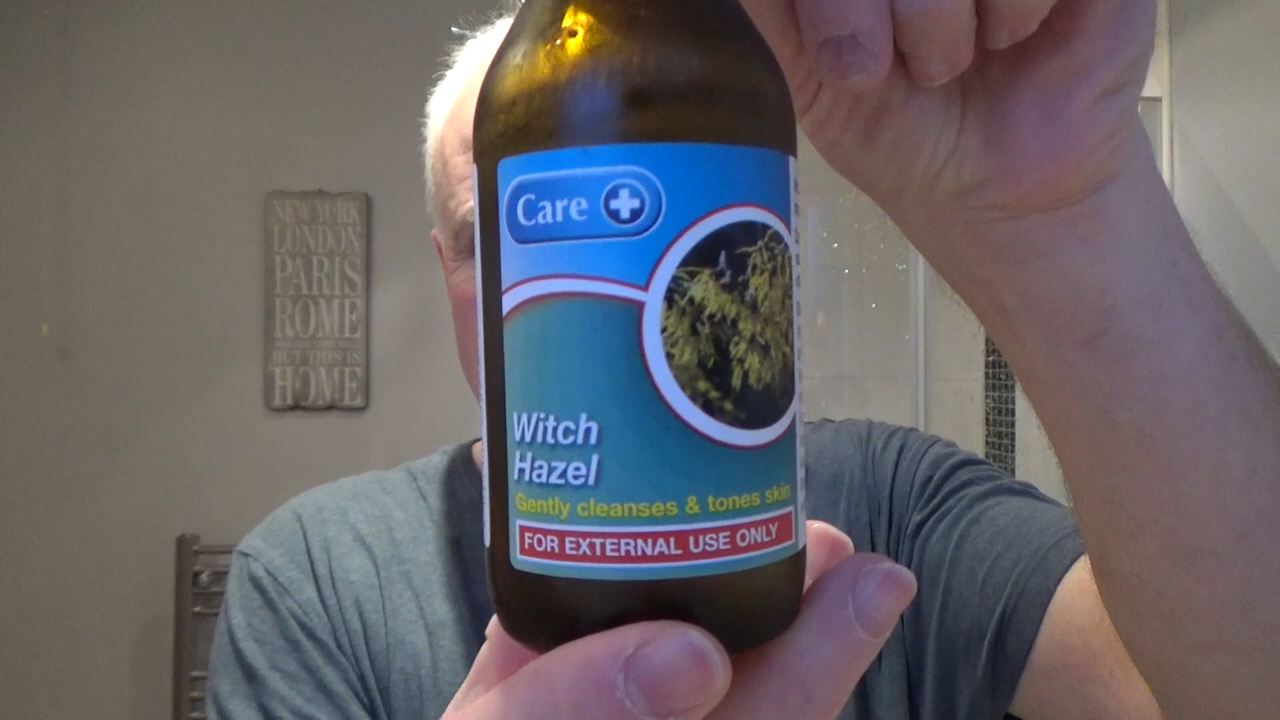 NEW YORK
LONDON
PARIS
ROME
BUT THIS IS
HOME
Care
Witch
Hazel
Gently cleanses & tones skin
FOR EXTERNAL USE ONLY